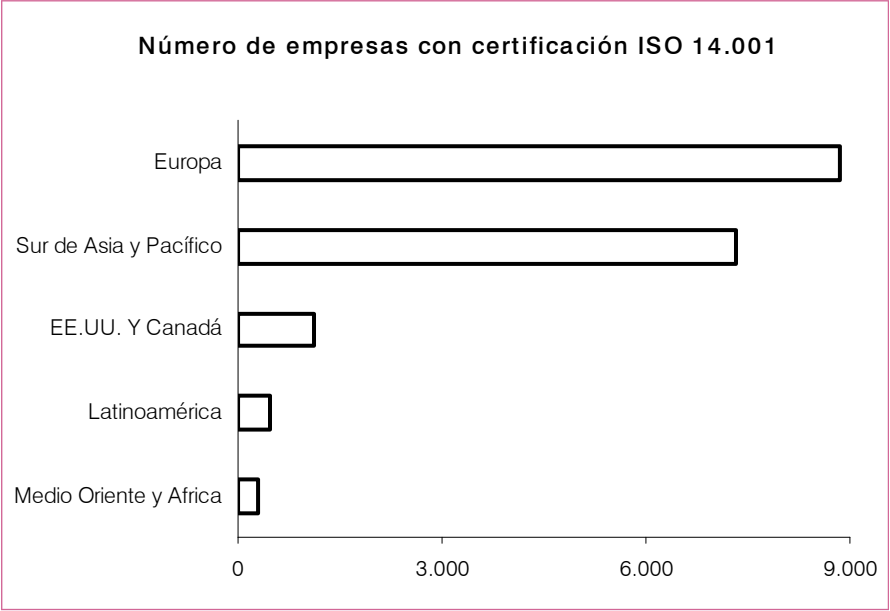 Número de empresas con certificación ISO 14.001
Europa
Sur de Asia y Pacífico
EE.UU. Y Canadá
Latinoamérica
Medio Oriente y Africa
0 3.000 6.000 9.000